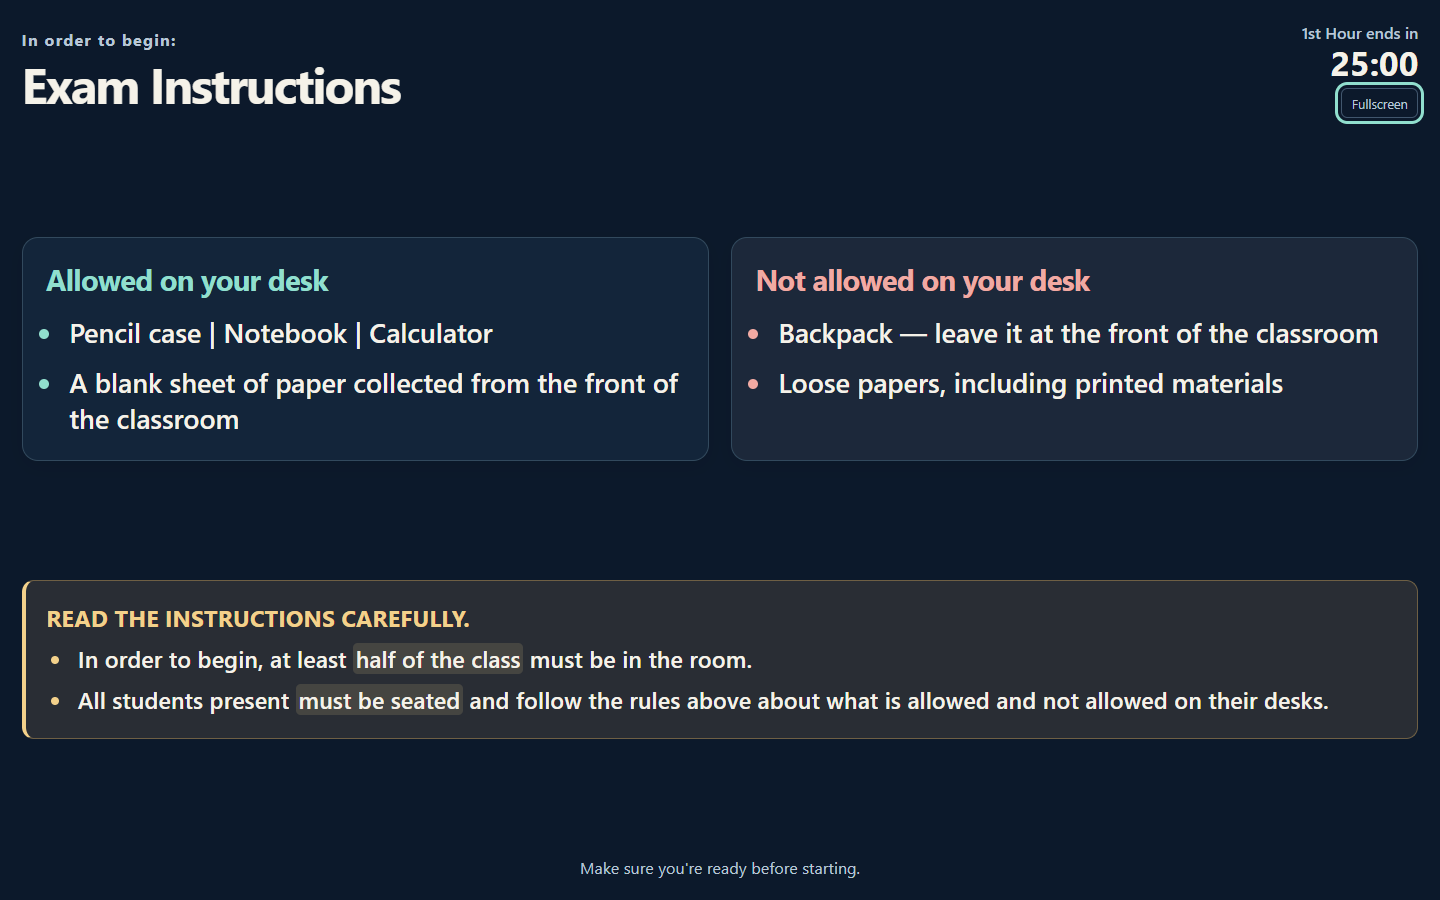 In order to begin:
Exam Instructions
1st Hour ends in
25:00
Fullscreen
Allowed on your desk
Pencil case | Notebook | Calculator
A blank sheet of paper collected from the front of
the classroom
Not allowed on your desk
Backpack — leave it at the front of the classroom
Loose papers, including printed materials
READ THE INSTRUCTIONS CAREFULLY.
In order to begin, at least half of the class must be in the room.
All students present must be seated and follow the rules above about what is allowed and not allowed on their desks.
Make sure you're ready before starting.